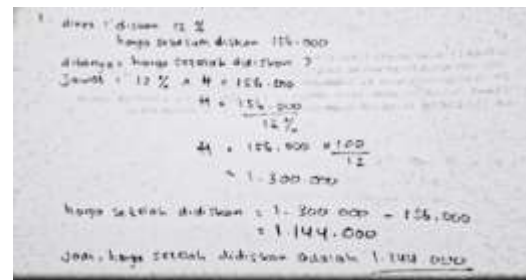 1. diket : diskon 12 %
harga sebelum diskon 156.000
ditanya : harga setelah didiskon ?
Jawab : 12 % x H = 156.000
H = 156.000
12 %
H = 156.000 x 100
12
= 1.300.000
harga setelah didiskon = 1.300.000 - 156.000
= 1.144.000
Jadi, harga setelah didiskon adalah 1.144.000